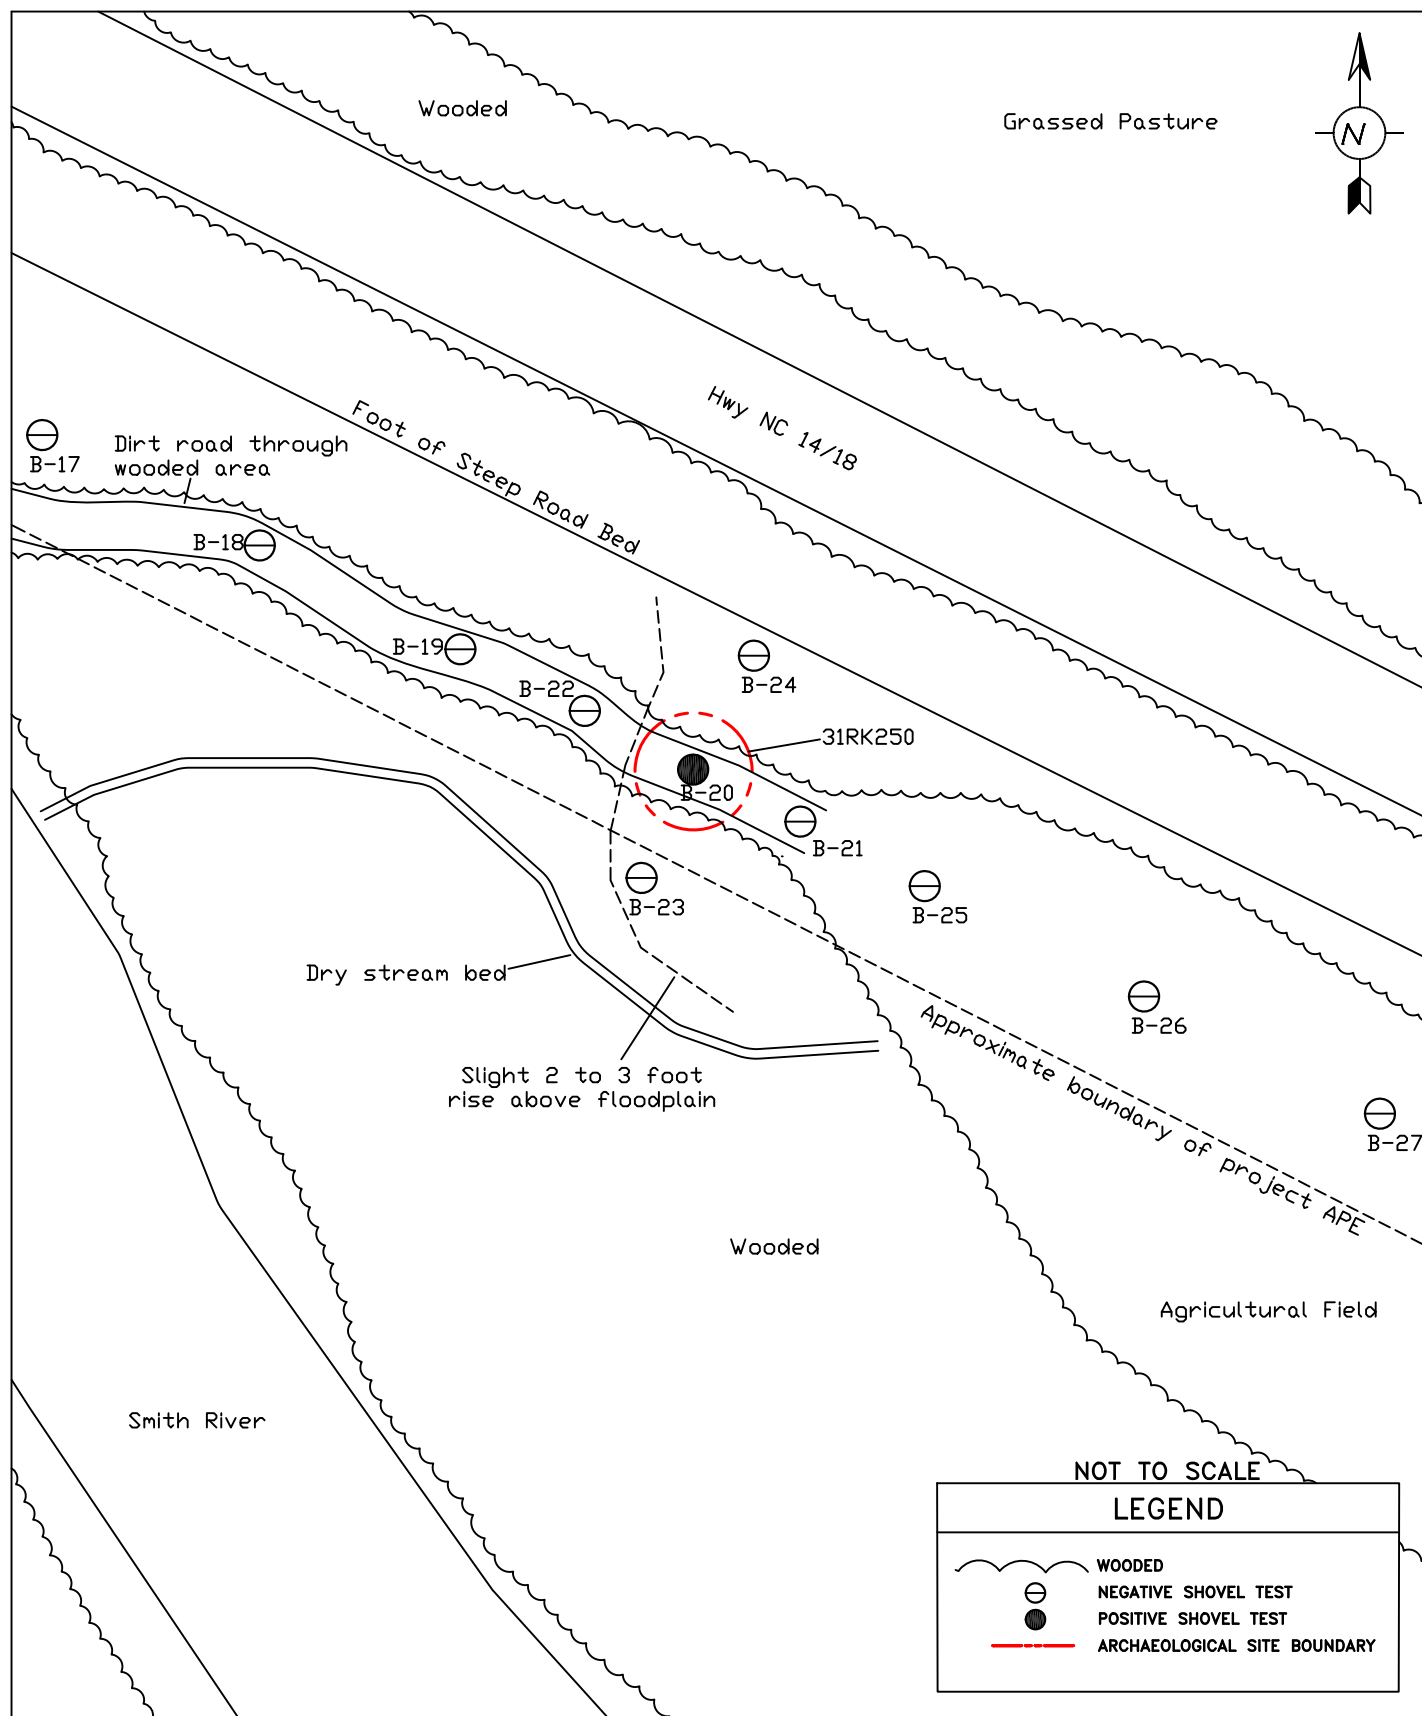 Wooded
Grassed Pasture
N
Hwy NC 14/18
Foot of Steep Road Bed
B-17
Dirt road through
wooded area
B-18
B-19
B-22
B-24
31RK250
B-20
B-21
B-23
B-25
Dry stream bed
B-26
Approximate boundary of project APE
Slight 2 to 3 foot
rise above floodplain
B-27
Wooded
Agricultural Field
Smith River
NOT TO SCALE
LEGEND
WOODED
NEGATIVE SHOVEL TEST
POSITIVE SHOVEL TEST
ARCHAEOLOGICAL SITE BOUNDARY